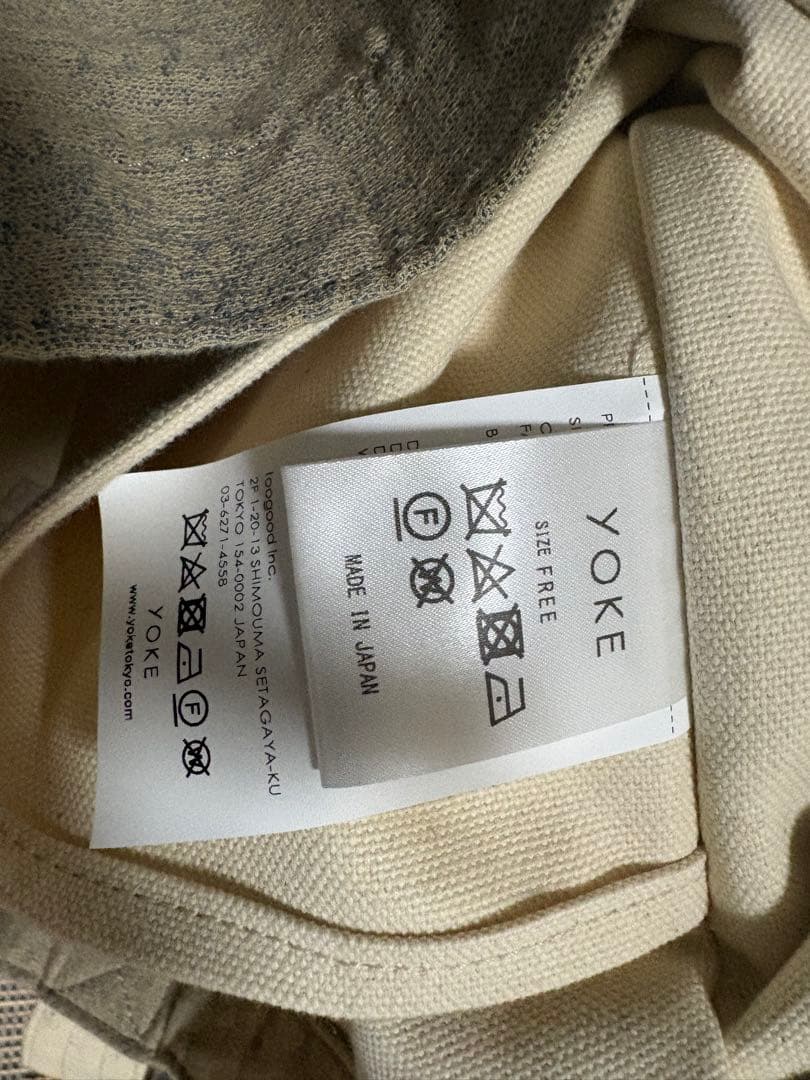 YOKE
SIZE FREE
F
W
MADE IN JAPAN
loogood Inc.
2F 1-20-13 SHIMOUMA SETAGAYA-KU
TOKYO 154-0002 JAPAN
03-6271-4558
F
W
YOKE
www.yoketokyo.com